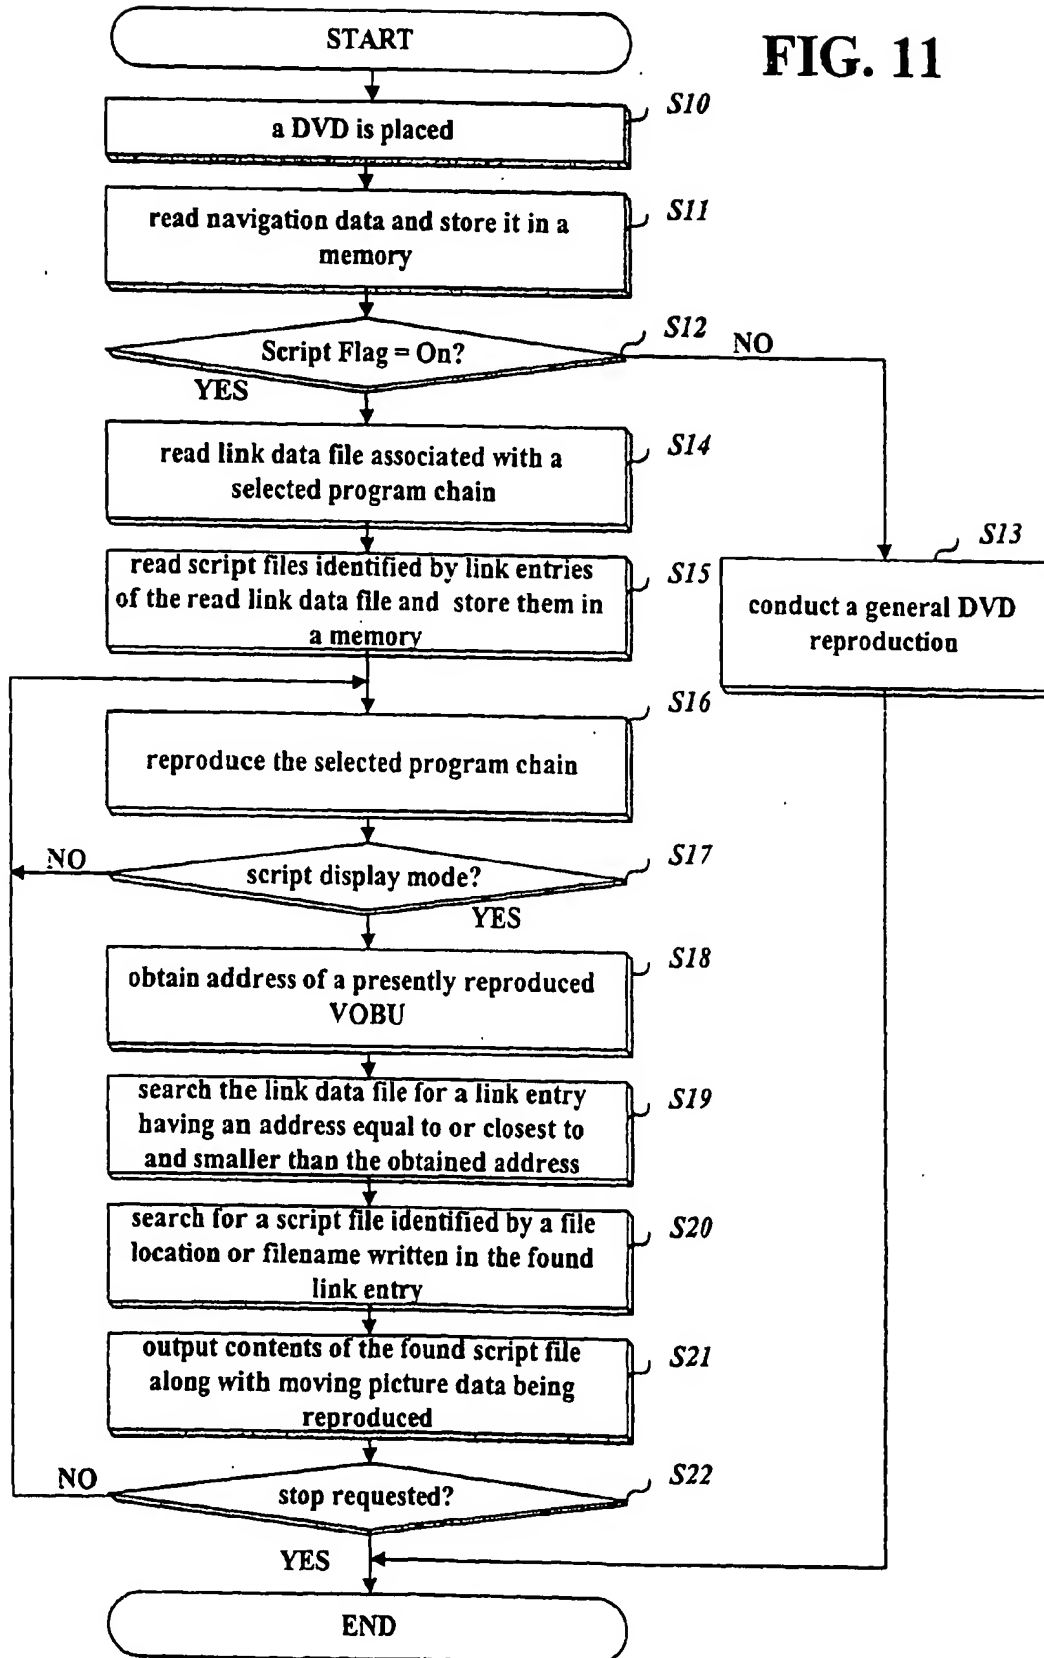 FIG. 11
START
S10
a DVD is placed
S11
read navigation data and store it in a
memory
S12
Script Flag = On?
NO
YES
S14
read link data file associated with a
selected program chain
S13
conduct a general DVD
reproduction
S15
read script files identified by link entries
of the read link data file and store them in
a memory
S16
reproduce the selected program chain
S17
script display mode?
NO
YES
S18
obtain address of a presently reproduced
VOBU
S19
search the link data file for a link entry
having an address equal to or closest to
and smaller than the obtained address
S20
search for a script file identified by a file
location or filename written in the found
link entry
S21
output contents of the found script file
along with moving picture data being
reproduced
S22
stop requested?
NO
YES
END